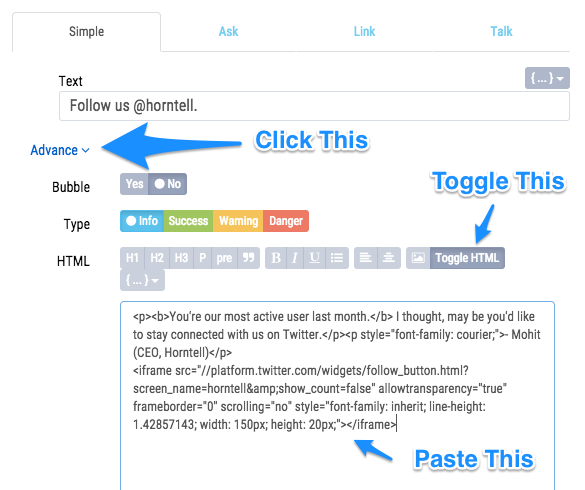 Simple Ask Link Talk
Text { ... }
Follow us @horntell.
Advance
Click This
Bubble Yes No
Toggle This
Type Info Success Warning Danger
HTML H1 H2 H3 P pre B I U Toggle HTML
{ ... }
<p><b>You're our most active user last month.</b> I thought, may be you'd like
to stay connected with us on Twitter.</p><p style="font-family: courier;">- Mohit
(CEO, Horntell)</p>
<iframe src="//platform.twitter.com/widgets/follow_button.html?
screen_name=horntell&amp;show_count=false" allowtransparency="true"
frameborder="0" scrolling="no" style="font-family: inherit; line-height:
1.42857143; width: 150px; height: 20px;"></iframe>
Paste This